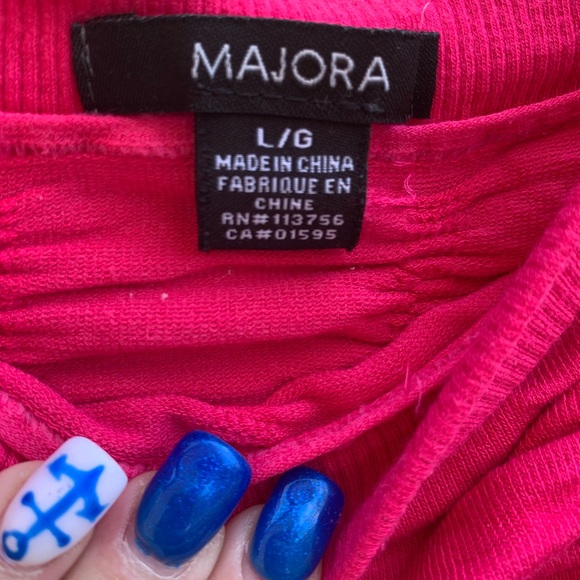 MAJORA
L/G
MADE IN CHINA
FABRIQUE EN
CHINE
RN#113756
CA#01595